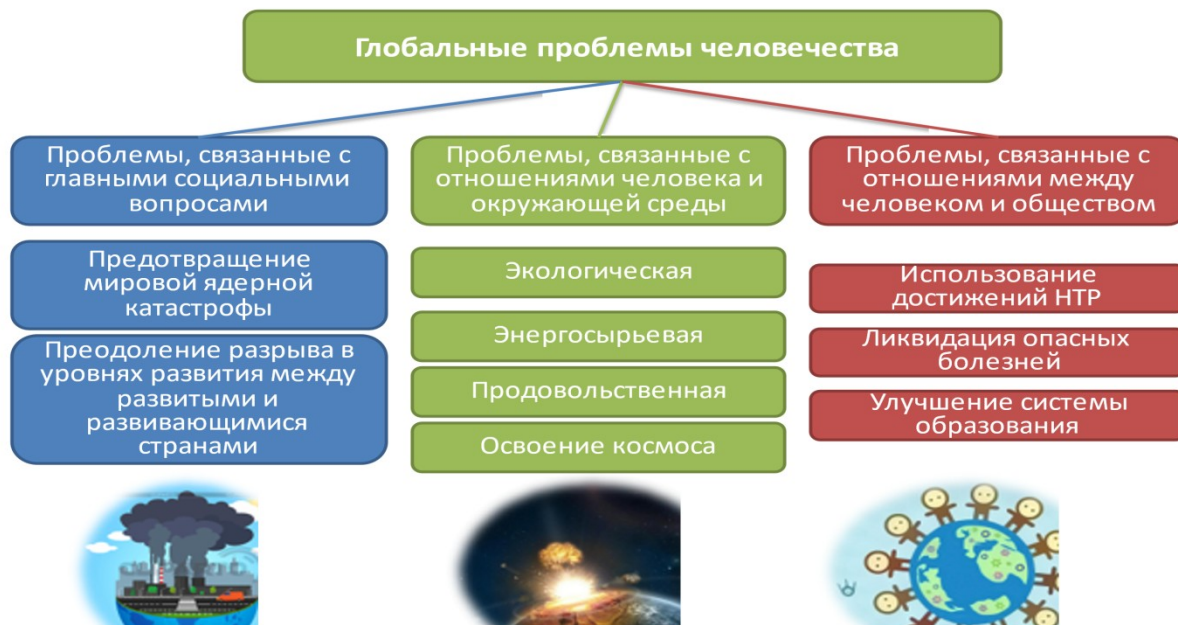 Глобальные проблемы человечества
Проблемы, связанные с
главными социальными
вопросами
Предотвращение
мировой ядерной
катастрофы
Преодоление разрыва в
уровнях развития между
развитыми и
развивающимися
странами
Проблемы, связанные с
отношениями человека и
окружающей среды
Экологическая
Энергосырьевая
Продовольственная
Освоение космоса
Проблемы, связанные с
отношениями между
человеком и обществом
Использование
достижений НТР
Ликвидация опасных
болезней
Улучшение системы
образования